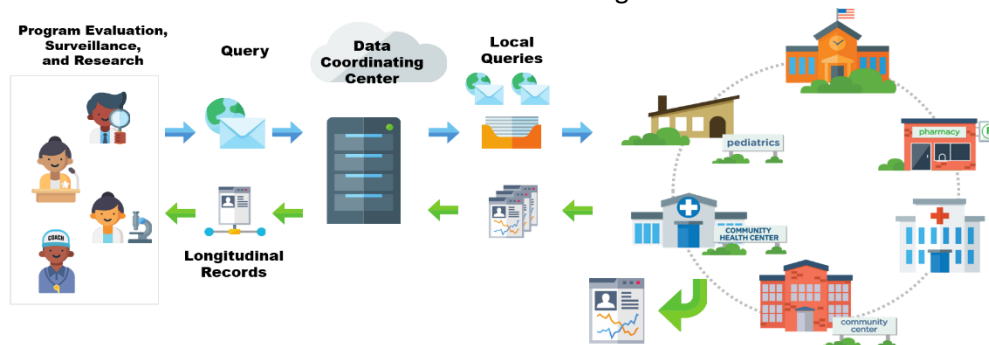 Program Evaluation,
Surveillance,
and Research
Query
Data
Coordinating
Center
Local
Queries
pediatrics
pharmacy
COMMUNITY
HEALTH CENTER
COACH
Longitudinal
Records
community
center